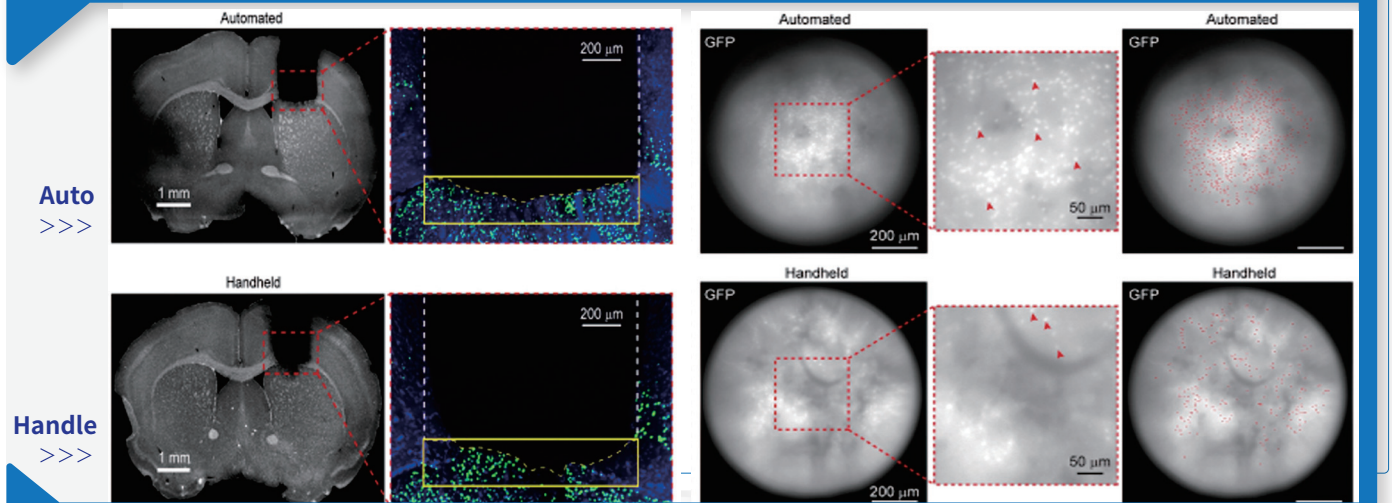 Automated
Automated
Automated
200 μm
GFP
GFP
Auto
>>>
1 mm
50 μm
200 μm
Handheld
Handheld
Handheld
200 μm
GFP
GFP
Handle
>>>
1 mm
50 μm
200 μm